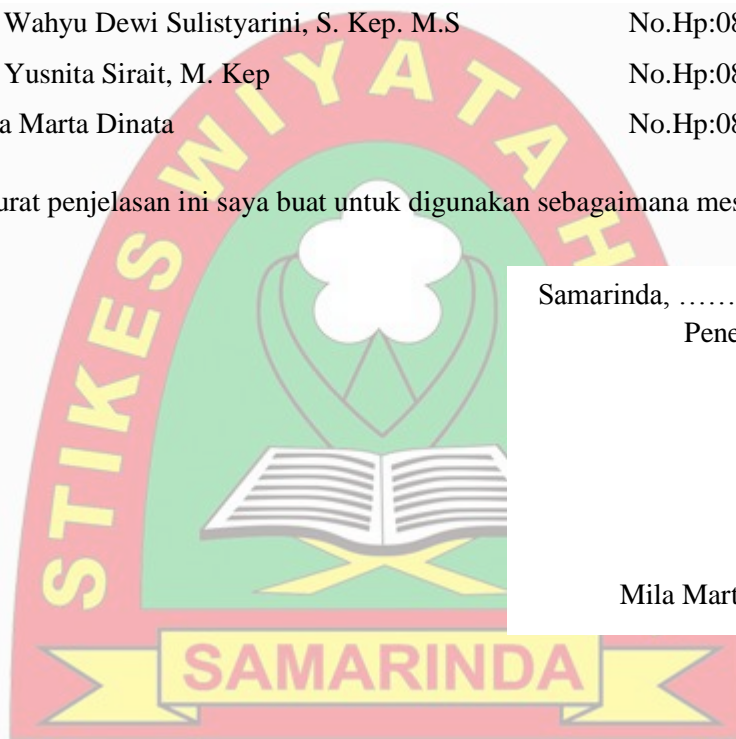 Wahyu Dewi Sulistyarini, S. Kep. M.S No.Hp:08
Yusnita Sirait, M. Kep No.Hp:08
a Marta Dinata No.Hp:08
urat penjelasan ini saya buat untuk digunakan sebagaimana mes
Samarinda, ……
Pene
Mila Mart
STIKES WIYATAH
SAMARINDA